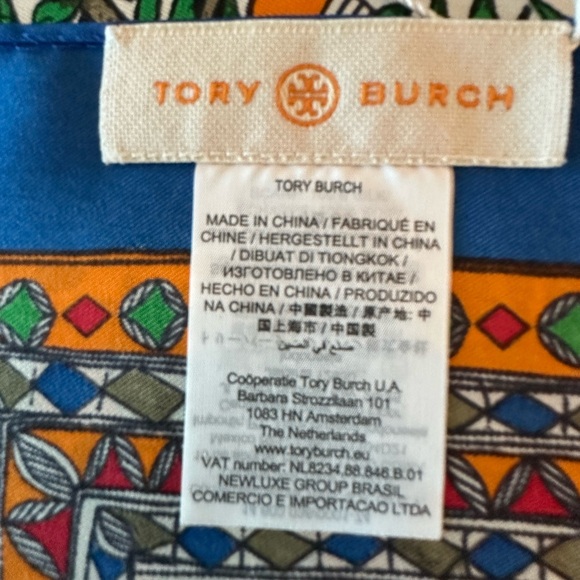 TORY BURCH
TORY BURCH
MADE IN CHINA / FABRIQUÉ EN
CHINE / HERGESTELLT IN CHINA
/ DIBUAT DI TIONGKOK /
ИЗГОТОВЛЕНО В КИТАЕ /
HECHO EN CHINA / PRODUZIDO
NA CHINA / 中國製造 / 原产地: 中
国上海市 / 中国製
صنع في الصين
Coöperatie Tory Burch U.A.
Barbara Strozzilaan 101
1083 HN Amsterdam
The Netherlands
www.toryburch.eu
VAT number: NL8234.88.846.B.01
NEWLUXE GROUP BRASIL
COMERCIO E IMPORTACAO LTDA